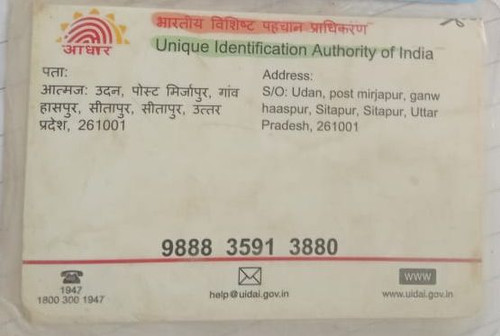 भारतीय विशिष्ट पहचान प्राधिकरण
आधार
Unique Identification Authority of India
पता:
आत्मज: उदन, पोस्ट मिर्जापुर, गांव
हासपुर, सीतापुर, सीतापुर, उत्तर
प्रदेश, 261001
Address:
S/O: Udan, post mirjapur, ganw
haaspur, Sitapur, Sitapur, Uttar
Pradesh, 261001
9888 3591 3880
1947
1800 300 1947
help@uidai.gov.in
www
www.uidai.gov.in